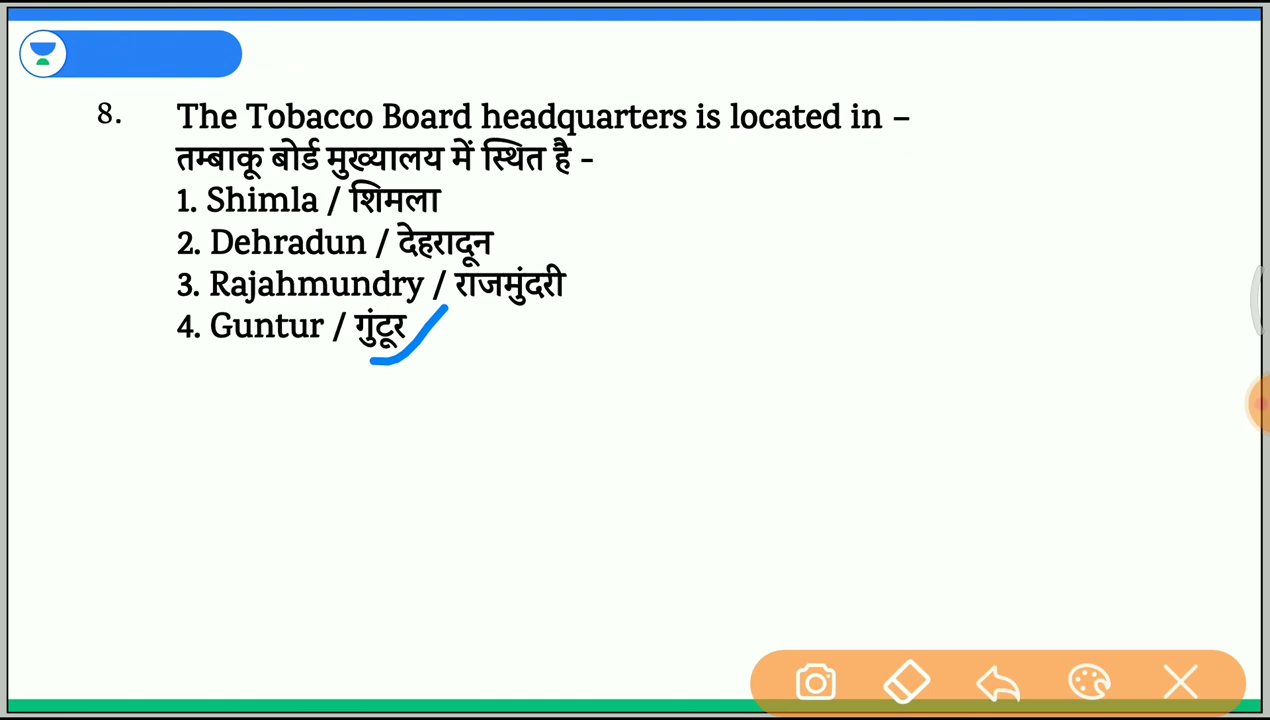 8. The Tobacco Board headquarters is located in –
तम्बाकू बोर्ड मुख्यालय में स्थित है -
1. Shimla / शिमला
2. Dehradun / देहरादून
3. Rajahmundry / राजमुंदरी
4. Guntur / गुंटूर